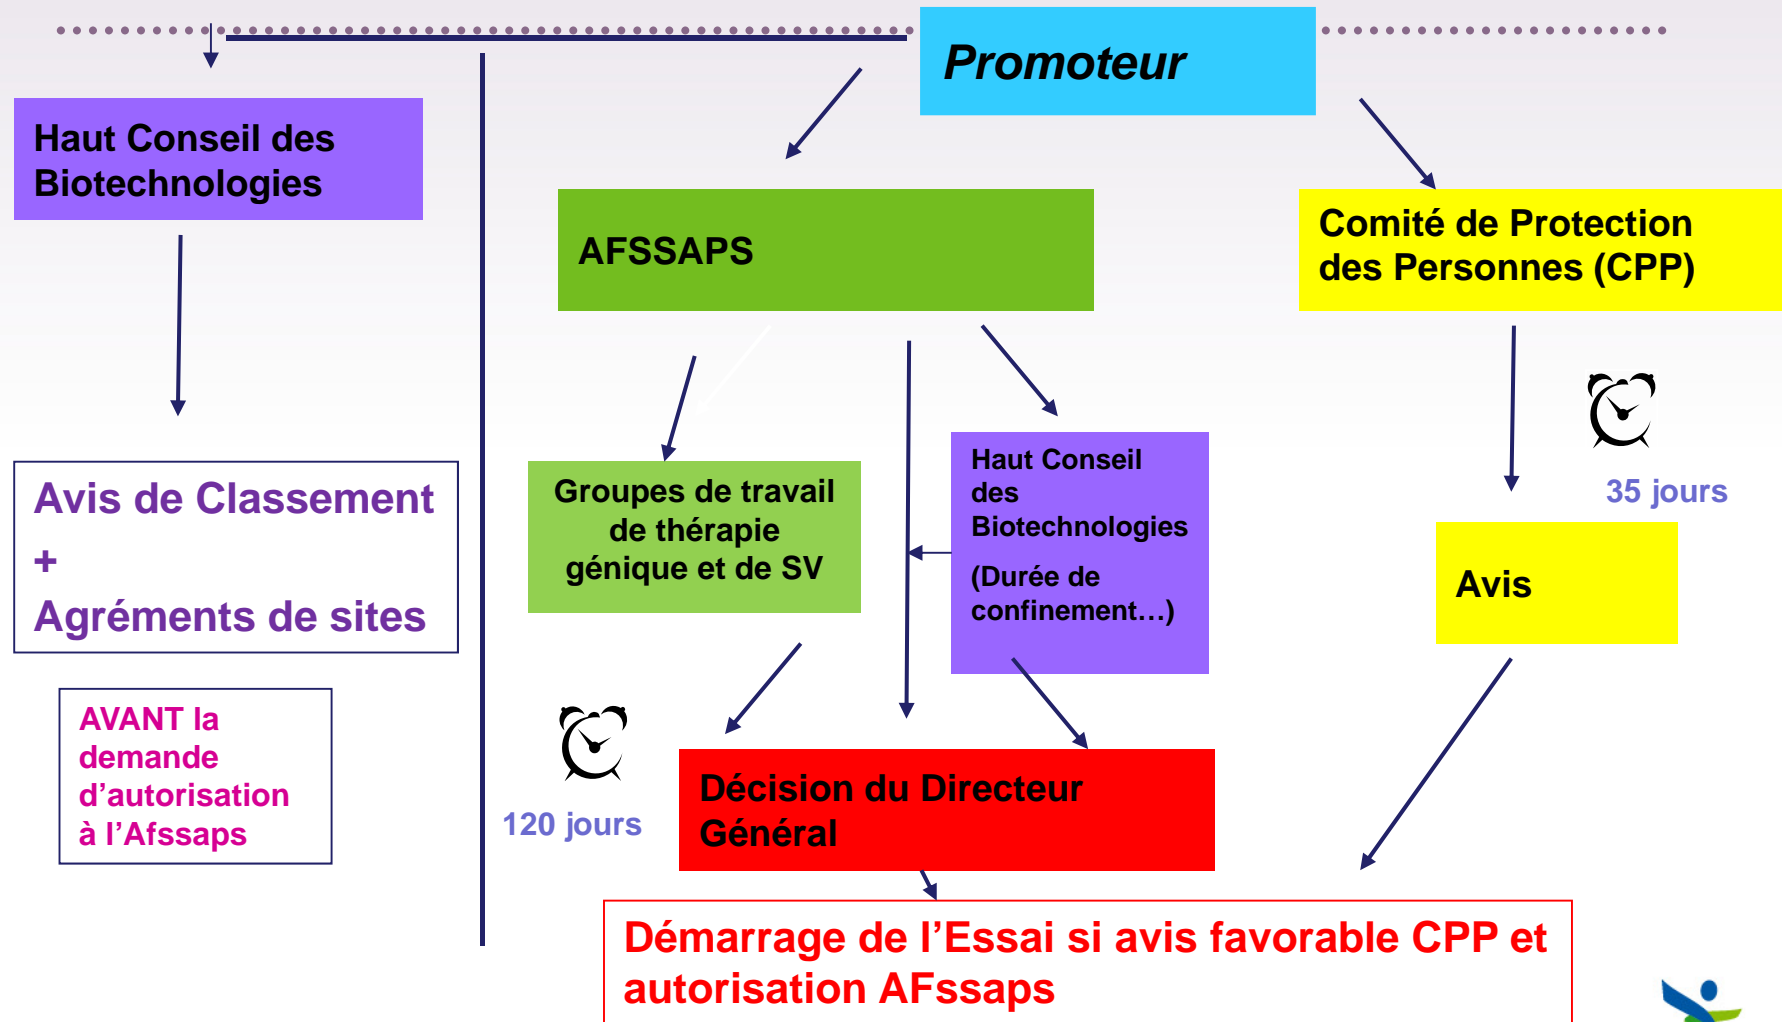 Promoteur
Haut Conseil des
Biotechnologies
AFSSAPS
Comité de Protection
des Personnes (CPP)
Avis de Classement
+
Agréments de sites
Groupes de travail
de thérapie
génique et de SV
Haut Conseil
des
Biotechnologies
(Durée de
confinement…)
35 jours
Avis
AVANT la
demande
d’autorisation
à l’Afssaps
120 jours
Décision du Directeur
Général
Démarrage de l’Essai si avis favorable CPP et
autorisation AFssaps